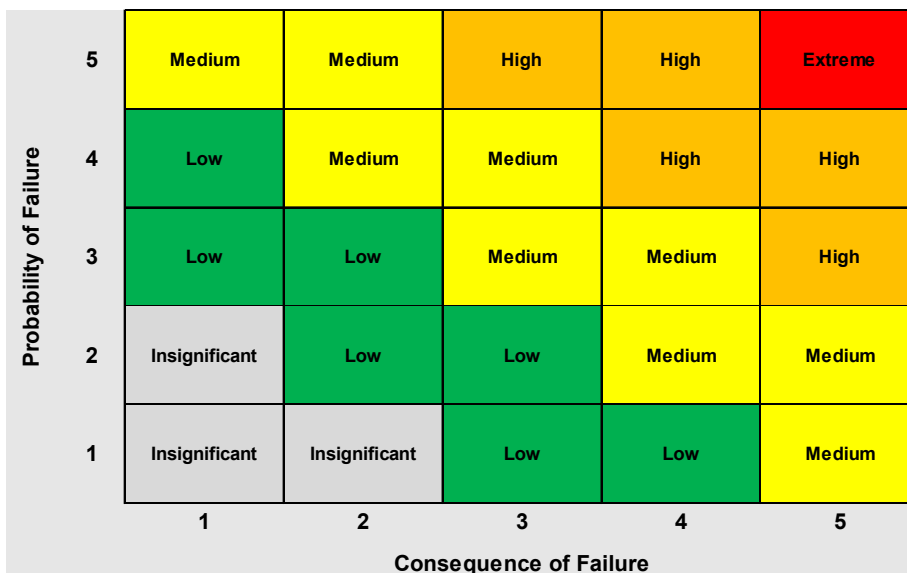 5 Medium Medium High High Extreme
4 Low Medium Medium High High
3 Low Low Medium Medium High
2 Insignificant Low Low Medium Medium
1 Insignificant Insignificant Low Low Medium
1 2 3 4 5
Probability of Failure
Consequence of Failure